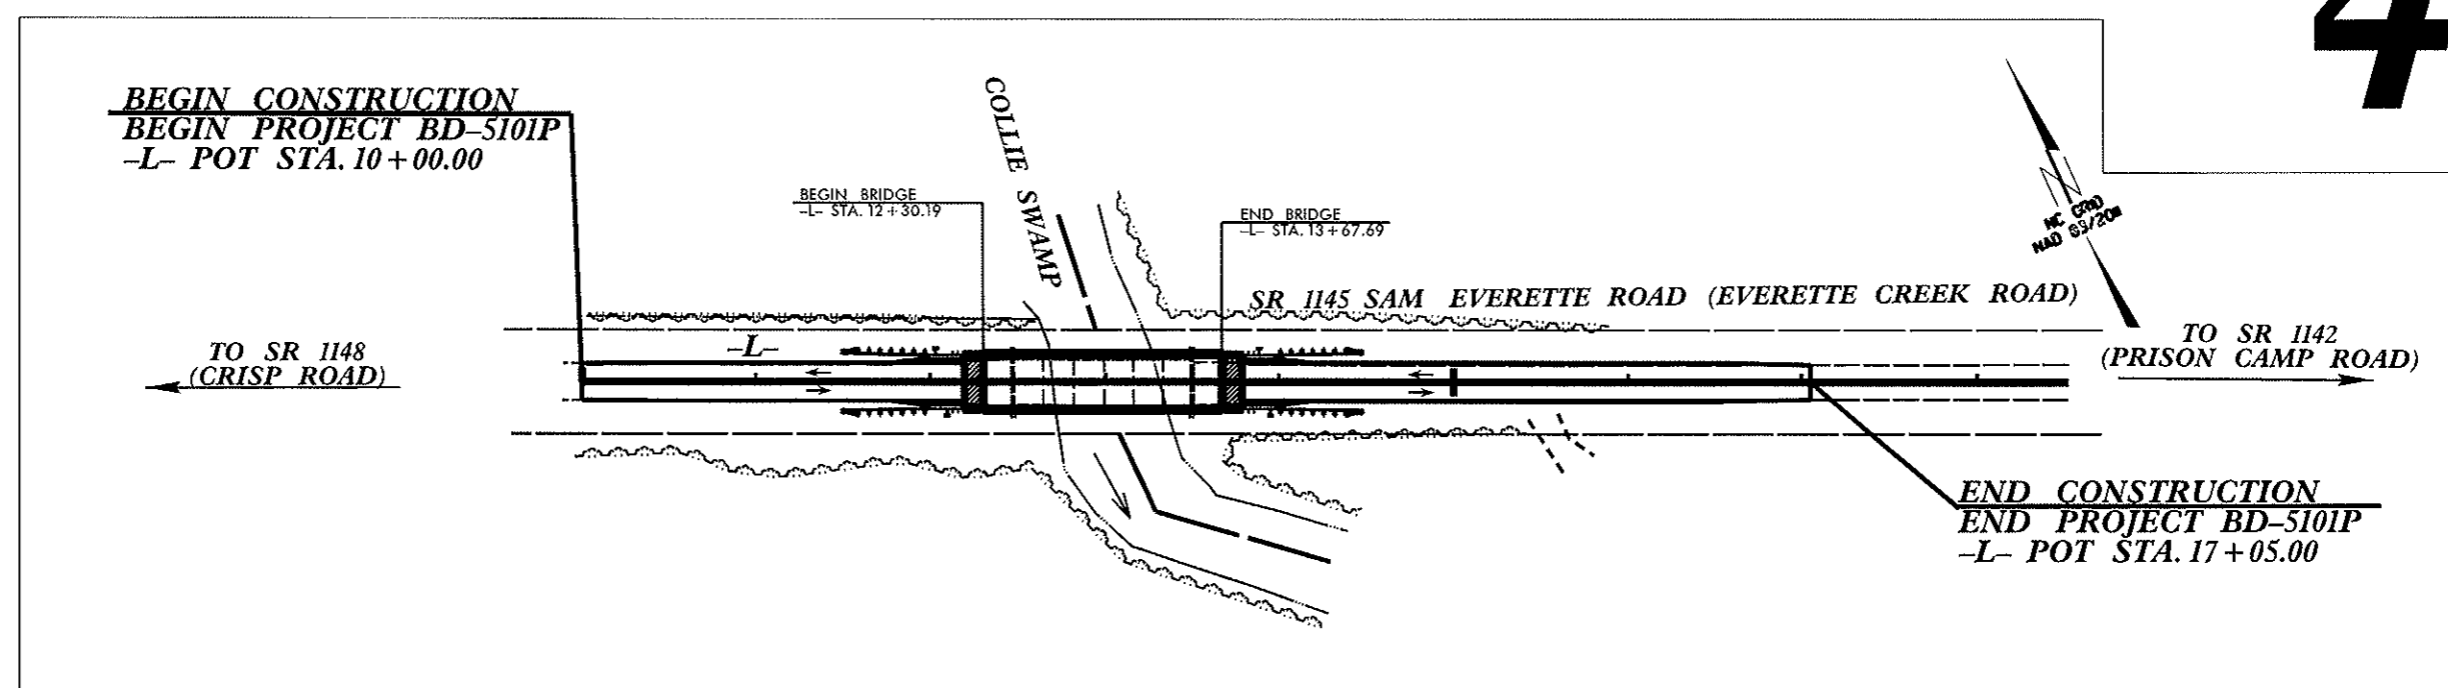 4
BEGIN CONSTRUCTION
BEGIN PROJECT BD-5101P
-L- POT STA. 10+00.00
COLLIE SWAMP
BEGIN BRIDGE
-L- STA. 12+30.19
END BRIDGE
-L- STA. 13+67.69
NC GRID
SR 1145 SAM EVERETTE ROAD (EVERETTE CREEK ROAD)
TO SR 1148
(CRISP ROAD)
-L-
TO SR 1142
(PRISON CAMP ROAD)
END CONSTRUCTION
END PROJECT BD-5101P
-L- POT STA. 17+05.00